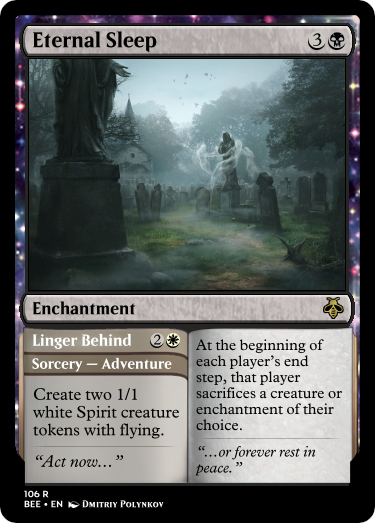 Eternal Sleep 3
Enchantment
Linger Behind 2
Sorcery — Adventure
Create two 1/1
white Spirit creature
tokens with flying.
“Act now…”
At the beginning of
each player's end
step, that player
sacrifices a creature or
enchantment of their
choice.
“…or forever rest in
peace.”
106 R
BEE • EN Dmitriy Polynkov